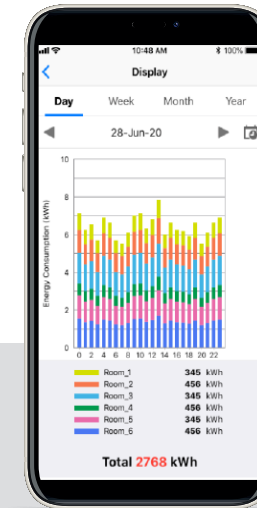 10:48 AM 100%
Display
Day Week Month Year
28-Jun-20
10
8
6
4
2
0
Energy Consumption (kWh)
0 2 4 6 8 10 12 14 16 18 20 22
Room_1 345 kWh
Room_2 456 kWh
Room_3 345 kWh
Room_4 456 kWh
Room_5 345 kWh
Room_6 456 kWh
Total 2768 kWh